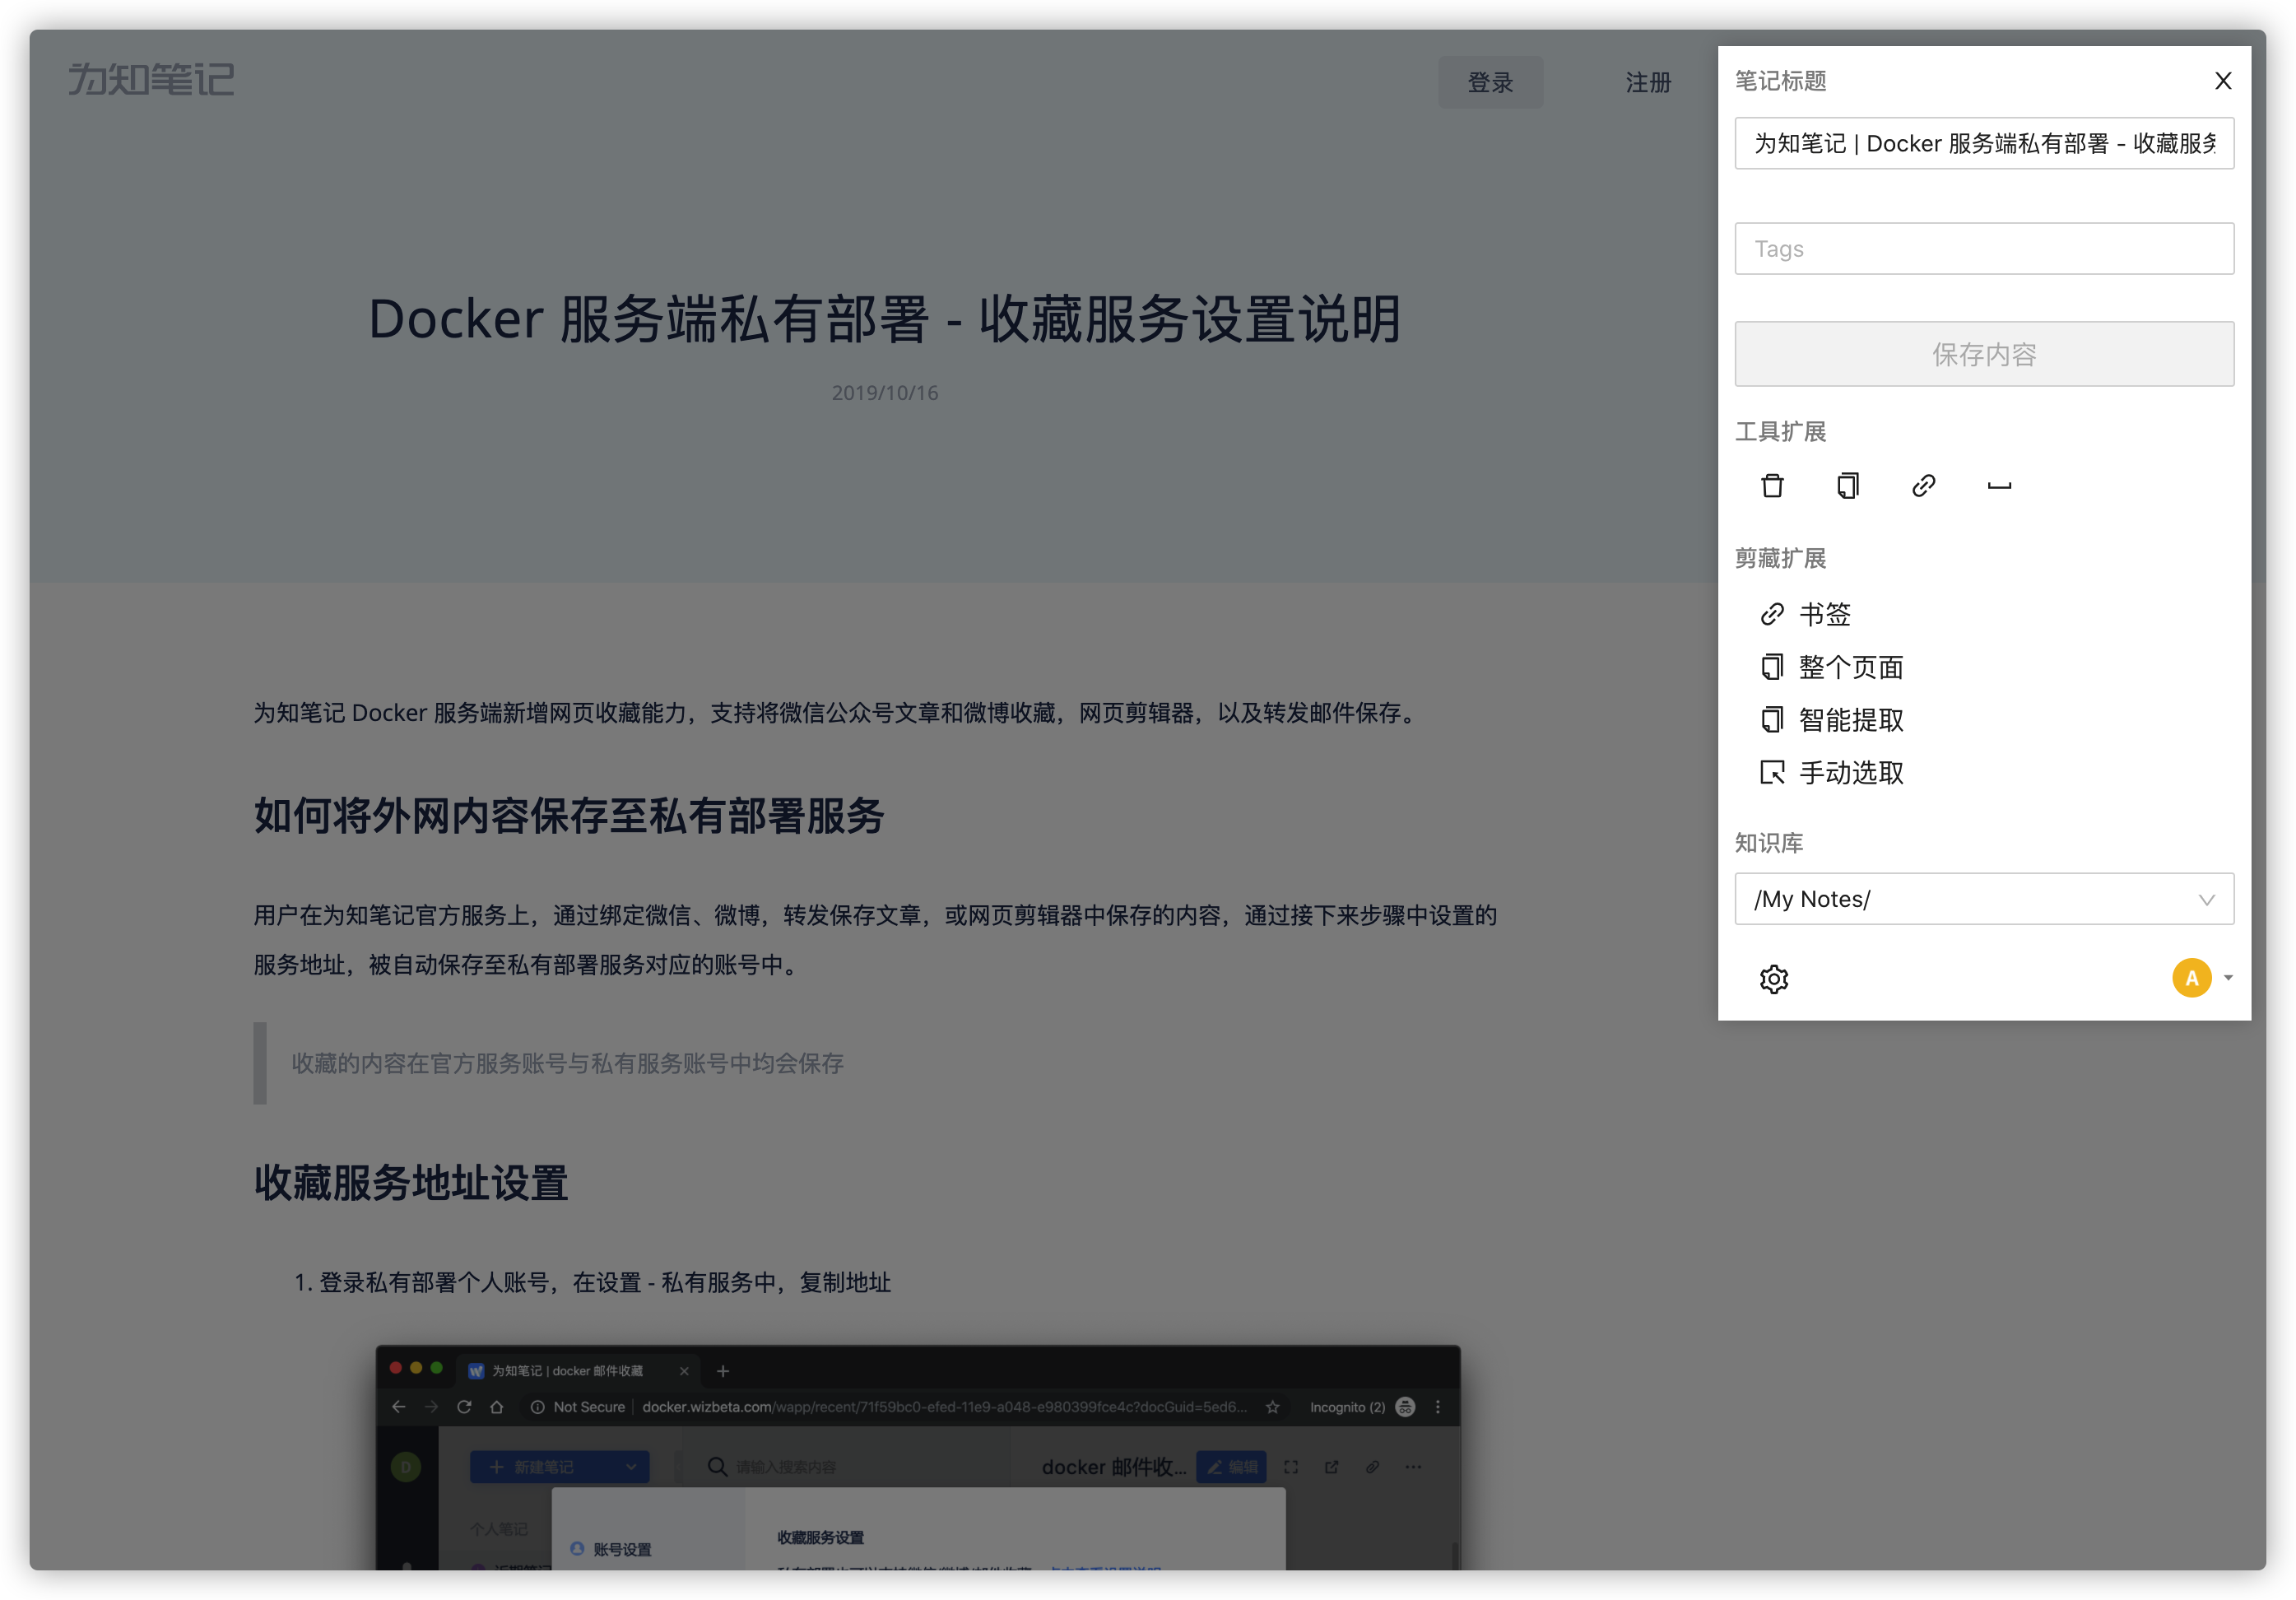 为知笔记
登录
注册
Docker 服务端私有部署 - 收藏服务设置说明
2019/10/16
为知笔记 Docker 服务端新增网页收藏能力，支持将微信公众号文章和微博收藏，网页剪辑器，以及转发邮件保存。
如何将外网内容保存至私有部署服务
用户在为知笔记官方服务上，通过绑定微信、微博，转发保存文章，或网页剪辑器中保存的内容，通过接下来步骤中设置的
服务地址，被自动保存至私有部署服务对应的账号中。
收藏的内容在官方服务账号与私有服务账号中均会保存
收藏服务地址设置
1. 登录私有部署个人账号，在设置 - 私有服务中，复制地址
为知笔记 | docker 邮件收藏
Not Secure
docker.wizbeta.com/wapp/recent/71f59bc0-efed-11e9-a048-e980399fce4c?docGuid=5ed6...
Incognito (2)
D
新建笔记
请输入搜索内容
docker 邮件收...
编辑
个人笔记
收藏服务设置
账号设置
笔记标题
X
为知笔记 | Docker 服务端私有部署 - 收藏服务
Tags
保存内容
工具扩展
剪藏扩展
书签
整个页面
智能提取
手动选取
知识库
/My Notes/
A